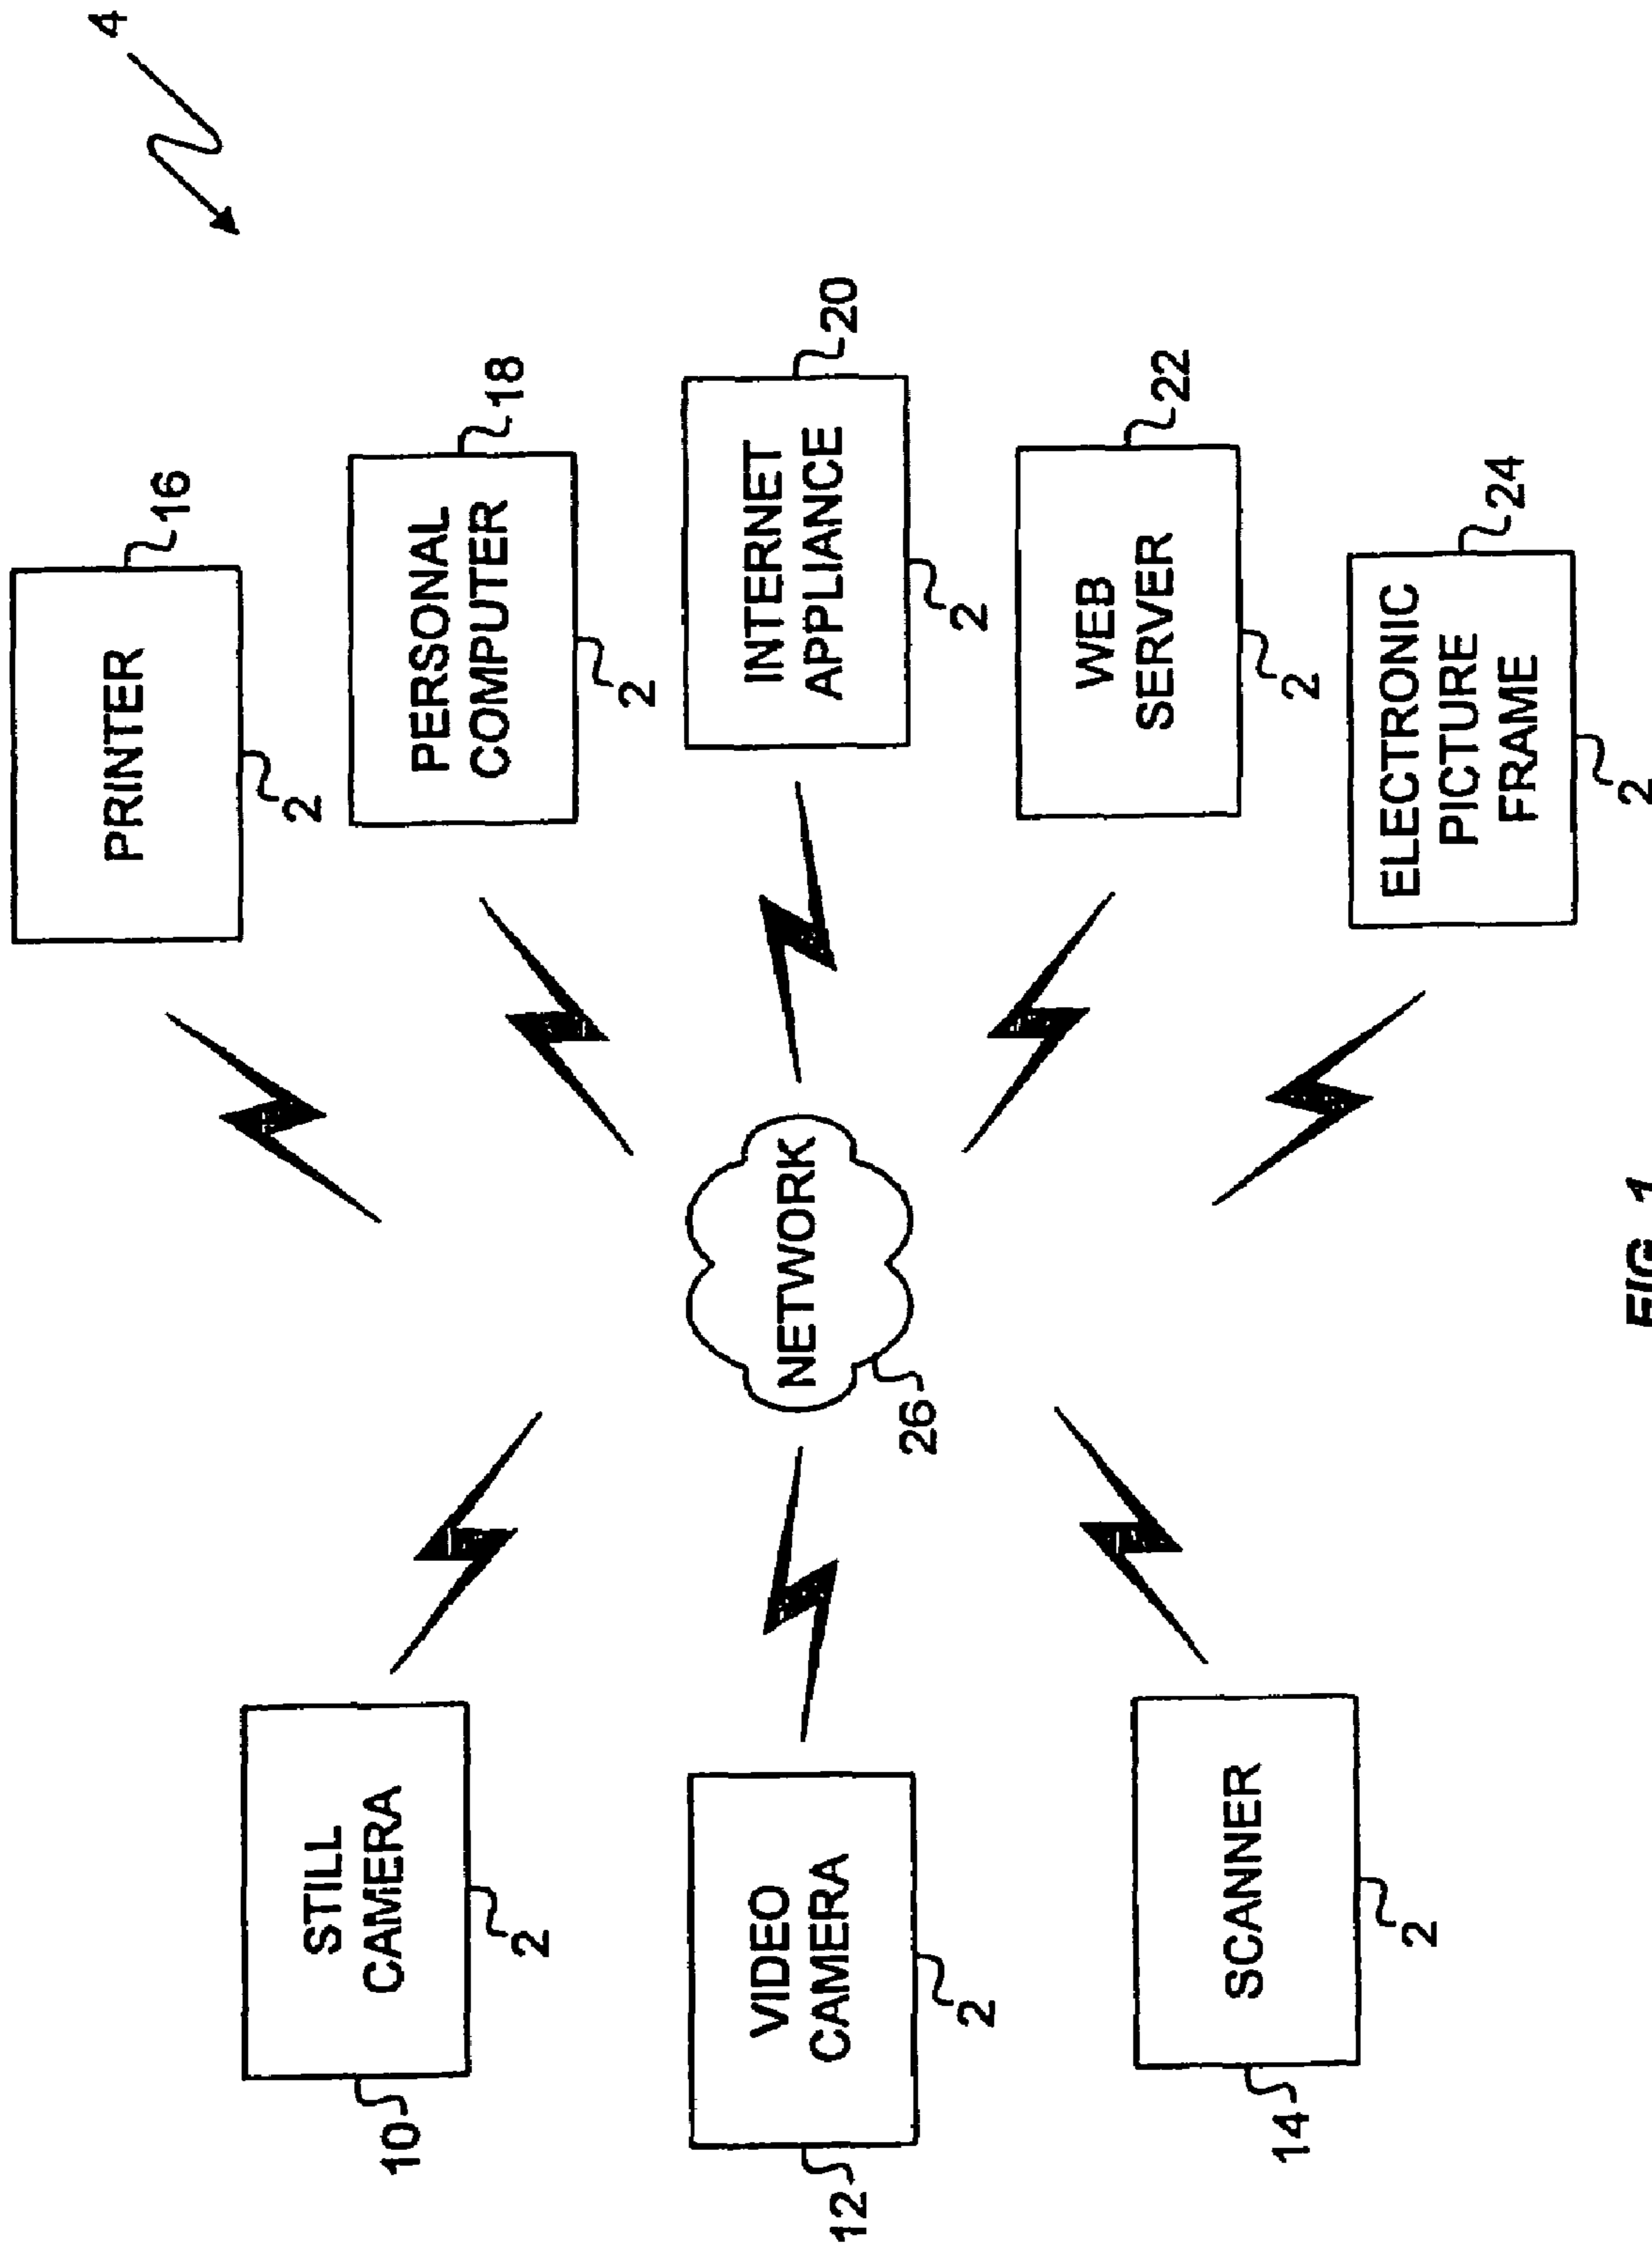 4
PRINTER
16
2
STILL
CAMERA
10
2
PERSONAL
COMPUTER
18
2
VIDEO
CAMERA
12
2
NETWORK
26
INTERNET
APPLIANCE
20
2
SCANNER
14
2
WEB
SERVER
22
2
ELECTRONIC
PICTURE
FRAME
24
2
FIG. 1